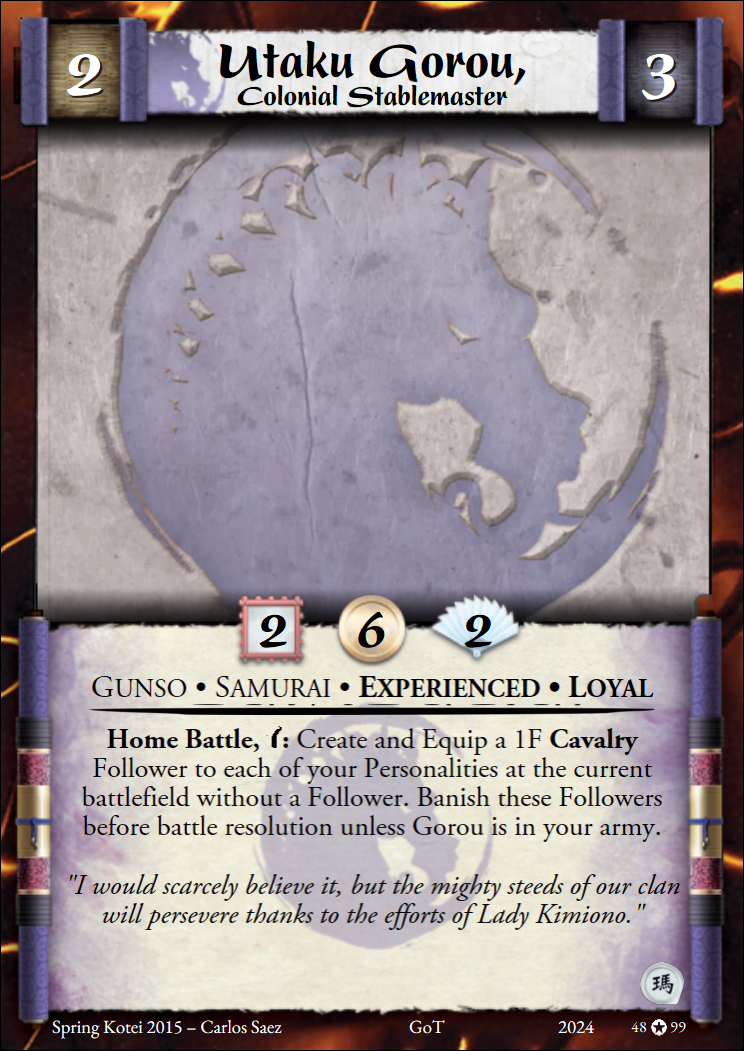 2
Utaku Gorou,
Colonial Stablemaster
3
2
6
2
Gunso • Samurai • Experienced • Loyal
Home Battle, : Create and Equip a 1F Cavalry
Follower to each of your Personalities at the current
battlefield without a Follower. Banish these Followers
before battle resolution unless Gorou is in your army.
"I would scarcely believe it, but the mighty steeds of our clan
will persevere thanks to the efforts of Lady Kimiono."
瑪
Spring Kotei 2015 – Carlos Saez GoT 2024 48 ✪ 99